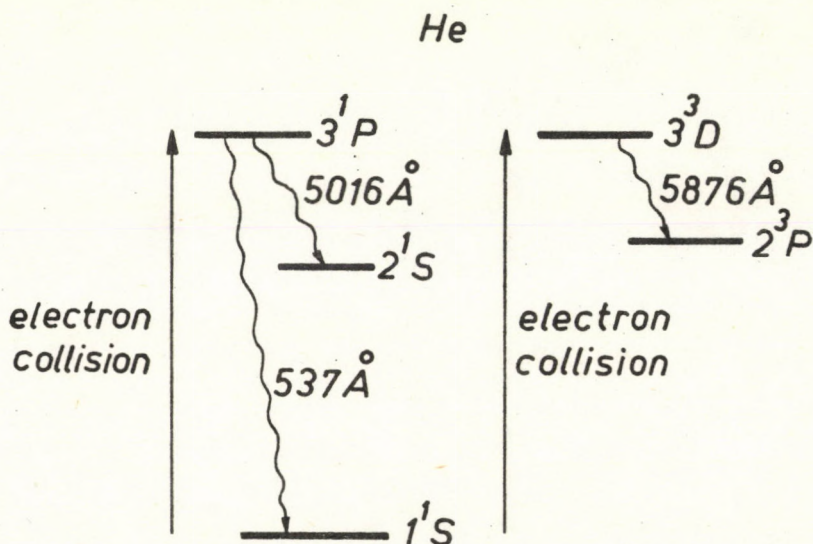 He
3¹P
3³D
5016Å
5876Å
2³P
2¹S
electron
collision
electron
collision
537Å
1¹S